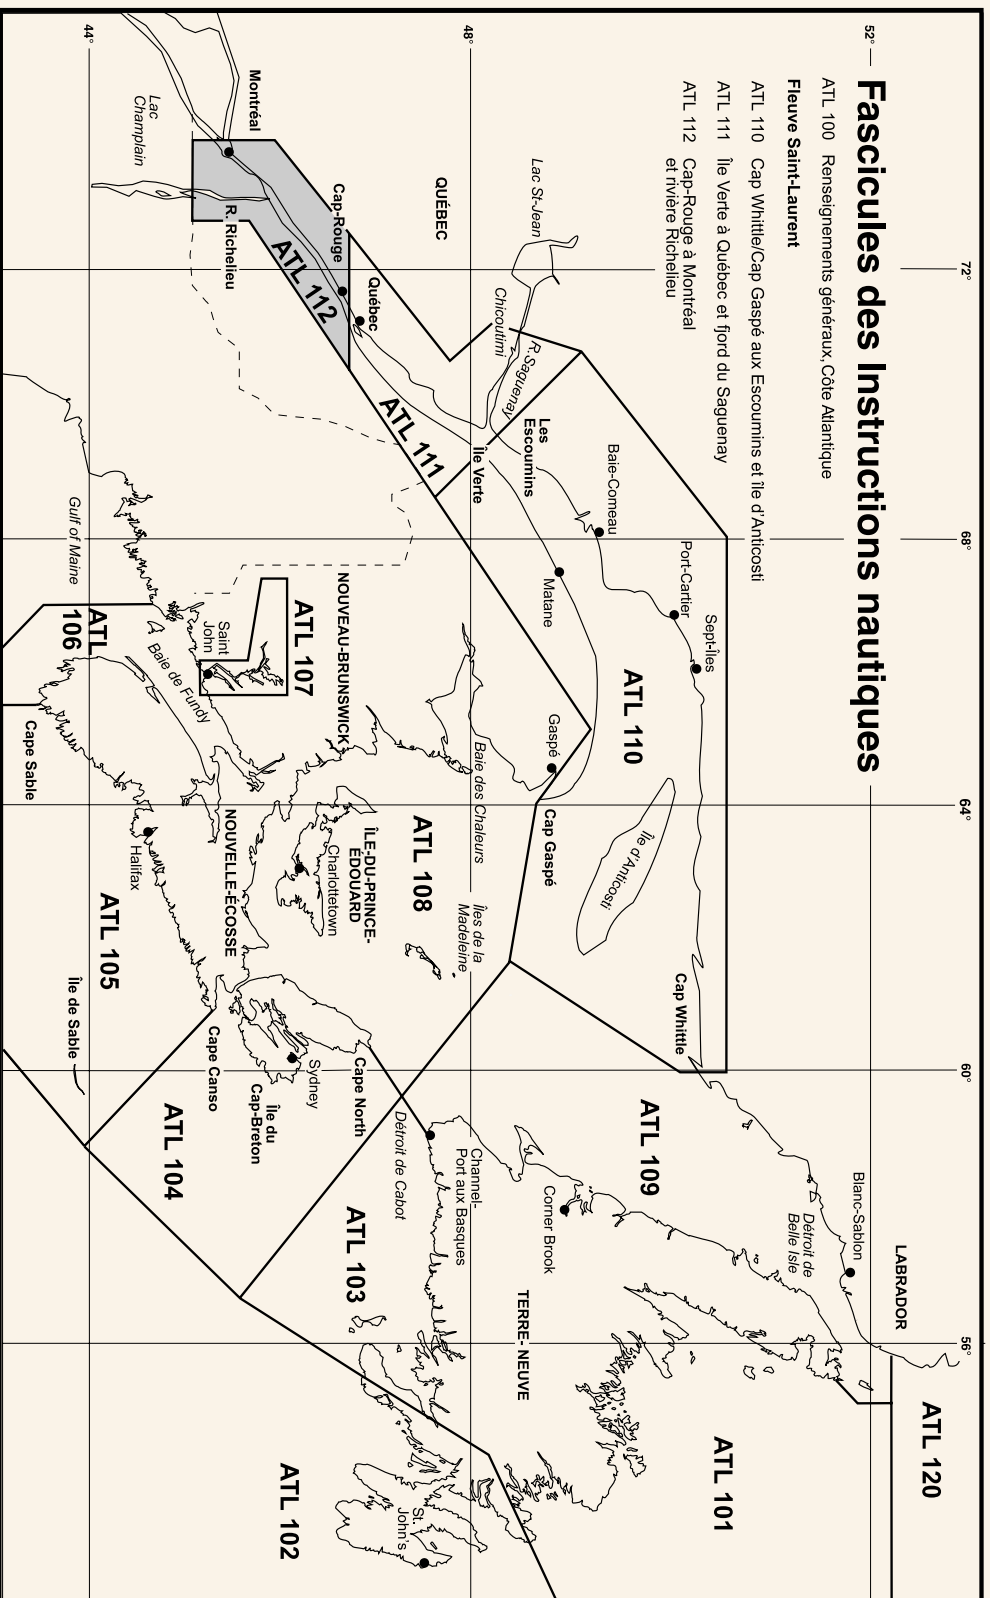 Fascicules des Instructions nautiques
ATL 100 Renseignements généraux, Côte Atlantique
Fleuve Saint-Laurent
ATL 110 Cap Whittle/Cap Gaspé aux Escoumins et île d'Anticosti
ATL 111 Île Verte à Québec et fjord du Saguenay
ATL 112 Cap-Rouge à Montréal
et rivière Richelieu
52°
48°
44°
72°
68°
64°
60°
56°
LABRADOR
ATL 120
Blanc-Sablon
Détroit de
Belle Isle
ATL 101
ATL 109
Cap Whittle
Sept-Îles
Port-Cartier
Baie-Comeau
ATL 110
Île d'Anticosti
Les
Escoumins
Matane
Gaspé
Cap Gaspé
Lac St-Jean
Chicoutimi
R. Saguenay
Île Verte
QUÉBEC
ATL 111
Québec
Cap-Rouge
ATL 112
R. Richelieu
Montréal
Lac
Champlain
Corner Brook
TERRE-NEUVE
Channel-
Port aux Basques
Baie des Chaleurs
Îles de la
Madeleine
ATL 108
Détroit de Cabot
ATL 103
St.
John's
ATL 102
NOUVEAU-BRUNSWICK
ÎLE-DU-PRINCE-
ÉDOUARD
Charlottetown
Cape North
Sydney
Île du
Cap-Breton
ATL 107
Saint
John
Baie de Fundy
NOUVELLE-ÉCOSSE
Cape Canso
ATL 104
Halifax
ATL 105
Île de Sable
Gulf of Maine
ATL
106
Cape Sable